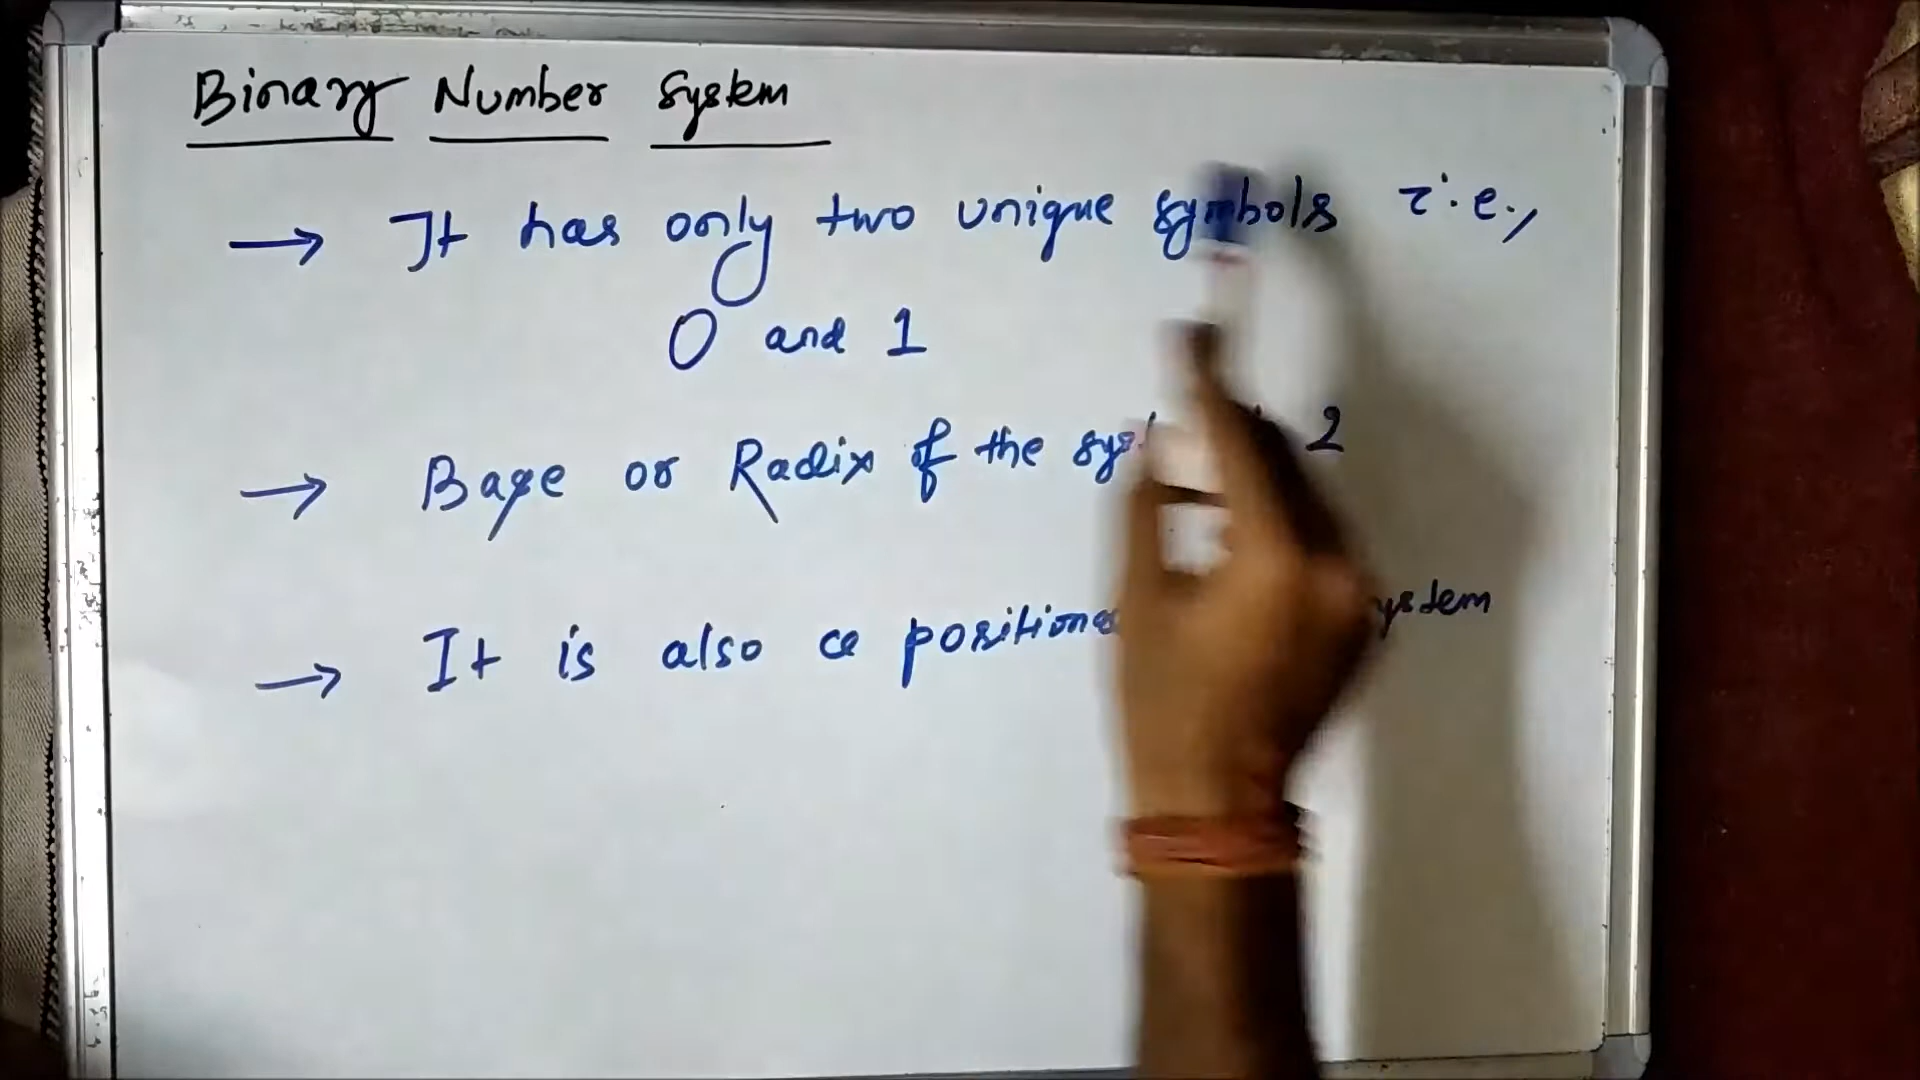 Binary Number System
→ It has only two unique symbols i.e.,
0 and 1
→ Base or Radix of the 2
→ It is also a